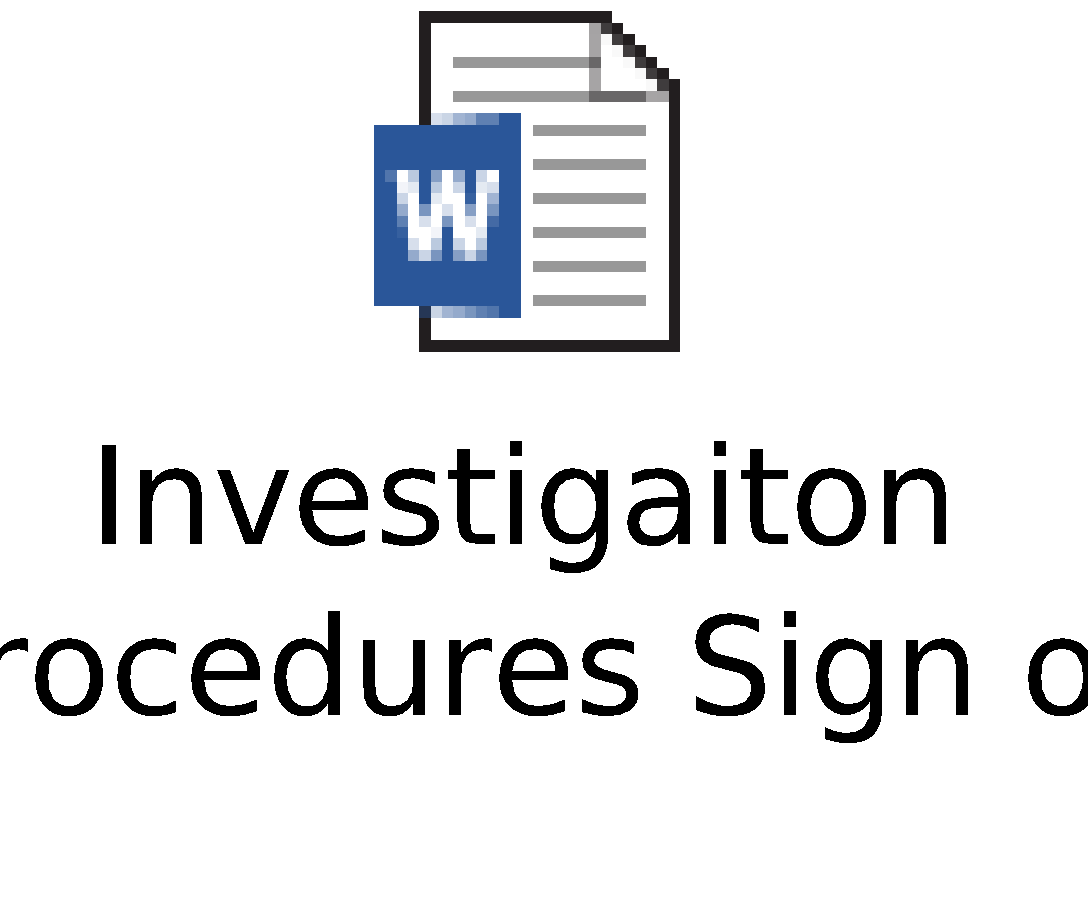 W
Investigaiton
rocedures Sign o